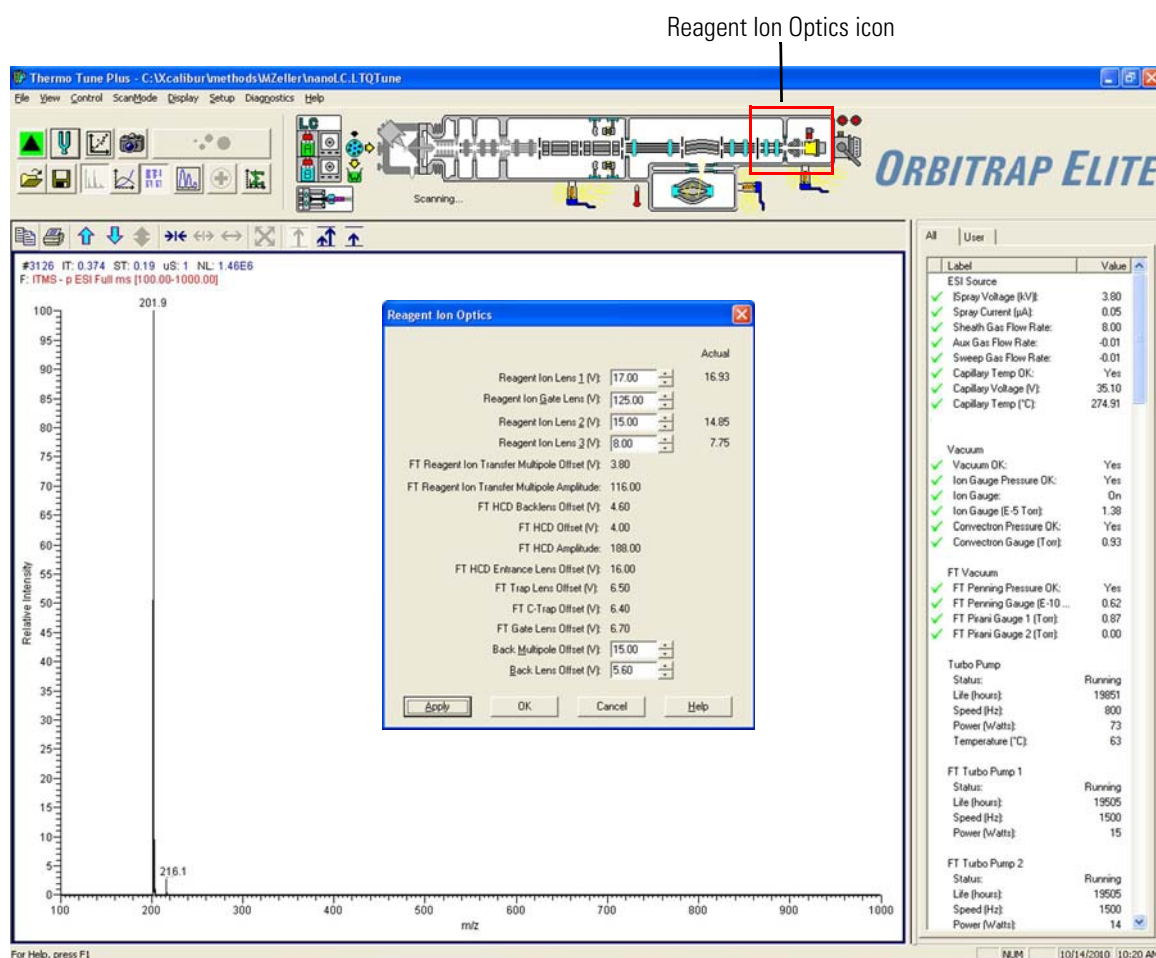 Reagent Ion Optics icon
Thermo Tune Plus - C:\Xcalibur\methods\MZeller\nanoLC.LTQTune
File View Control ScanMode Display Setup Diagnostics Help
LC
Scanning...
ORBITRAP ELITE
#3126 IT: 0.374 ST: 0.19 uS: 1 NL: 1.46E6
F: ITMS - p ESI Full ms [100.00-1000.00]
201.9
216.1
100
95
90
85
80
75
70
65
60
55
50
45
40
35
30
25
20
15
10
5
0
Relative Intensity
100 200 300 400 500 600 700 800 900 1000
m/z
Reagent Ion Optics
Actual
Reagent Ion Lens 1 (V): 17.00 16.93
Reagent Ion Gate Lens (V): 125.00
Reagent Ion Lens 2 (V): 15.00 14.85
Reagent Ion Lens 3 (V): 8.00 7.75
FT Reagent Ion Transfer Multipole Offset (V): 3.80
FT Reagent Ion Transfer Multipole Amplitude: 116.00
FT HCD Backlens Offset (V): 4.60
FT HCD Offset (V): 4.00
FT HCD Amplitude: 188.00
FT HCD Entrance Lens Offset (V): 16.00
FT Trap Lens Offset (V): 6.50
FT C-Trap Offset (V): 6.40
FT Gate Lens Offset (V): 6.70
Back Multipole Offset (V): 15.00
Back Lens Offset (V): 5.60
Apply OK Cancel Help
All User
Label Value
ESI Source
|Spray Voltage (kV)|: 3.80
Spray Current (µA): 0.05
Sheath Gas Flow Rate: 8.00
Aux Gas Flow Rate: -0.01
Sweep Gas Flow Rate: -0.01
Capillary Temp OK: Yes
Capillary Voltage (V): 35.10
Capillary Temp (°C): 274.91
Vacuum
Vacuum OK: Yes
Ion Gauge Pressure OK: Yes
Ion Gauge: On
Ion Gauge (E-5 Torr): 1.38
Convectron Pressure OK: Yes
Convectron Gauge (Torr): 0.93
FT Vacuum
FT Penning Pressure OK: Yes
FT Penning Gauge (E-10 ... 0.62
FT Pirani Gauge 1 (Torr): 0.87
FT Pirani Gauge 2 (Torr): 0.00
Turbo Pump
Status: Running
Life (hours): 19851
Speed (Hz): 800
Power (Watts): 73
Temperature (°C): 63
FT Turbo Pump 1
Status: Running
Life (hours): 19505
Speed (Hz): 1500
Power (Watts): 15
FT Turbo Pump 2
Status: Running
Life (hours): 19505
Speed (Hz): 1500
Power (Watts): 14
For Help, press F1
NUM 10/14/2010 10:20 AM